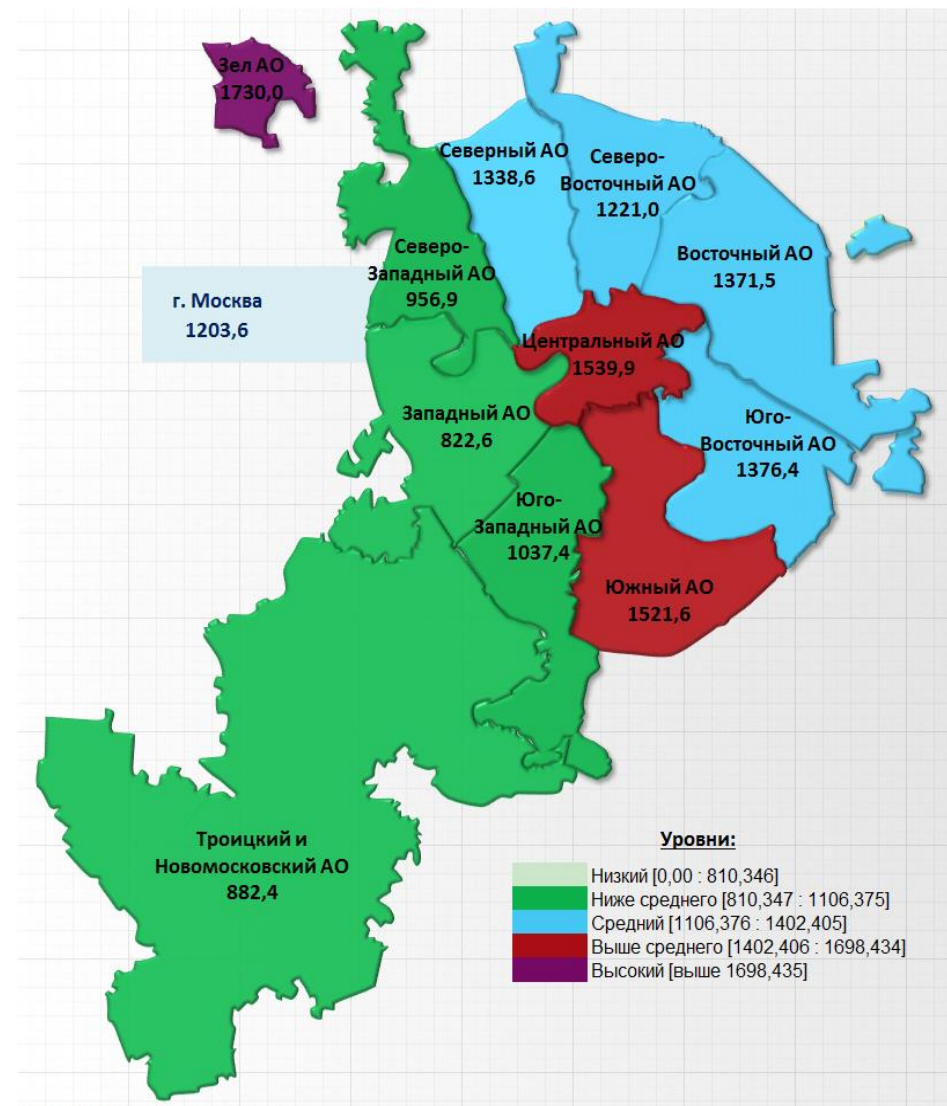 Зел АО
1730,0
Северный АО
1338,6
Северо-
Восточный АО
1221,0
Восточный АО
1371,5
Северо-
Западный АО
956,9
г. Москва
1203,6
Центральный АО
1539,9
Западный АО
822,6
Юго-
Восточный АО
1376,4
Юго-
Западный АО
1037,4
Южный АО
1521,6
Троицкий и
Новомосковский АО
882,4
Уровни:
Низкий [0,00 : 810,346]
Ниже среднего [810,347 : 1106,375]
Средний [1106,376 : 1402,405]
Выше среднего [1402,406 : 1698,434]
Высокий [выше 1698,435]